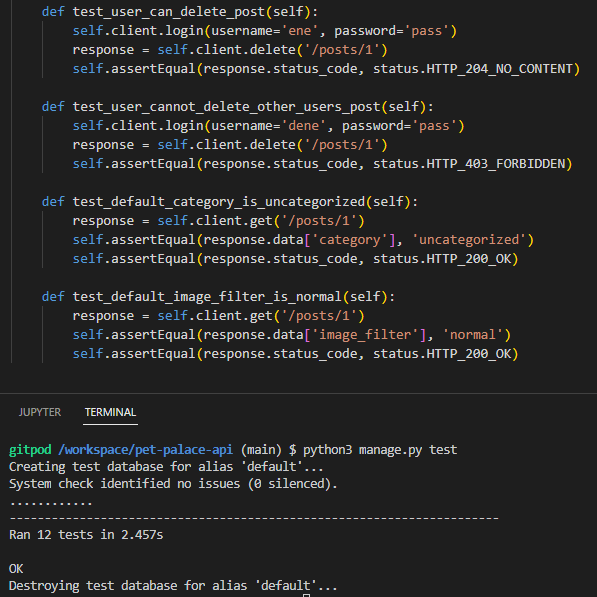 def test_user_can_delete_post(self):
self.client.login(username='ene', password='pass')
response = self.client.delete('/posts/1')
self.assertEqual(response.status_code, status.HTTP_204_NO_CONTENT)
def test_user_cannot_delete_other_users_post(self):
self.client.login(username='dene', password='pass')
response = self.client.delete('/posts/1')
self.assertEqual(response.status_code, status.HTTP_403_FORBIDDEN)
def test_default_category_is_uncategorized(self):
response = self.client.get('/posts/1')
self.assertEqual(response.data['category'], 'uncategorized')
self.assertEqual(response.status_code, status.HTTP_200_OK)
def test_default_image_filter_is_normal(self):
response = self.client.get('/posts/1')
self.assertEqual(response.data['image_filter'], 'normal')
self.assertEqual(response.status_code, status.HTTP_200_OK)
JUPYTER TERMINAL
gitpod /workspace/pet-palace-api (main) $ python3 manage.py test
Creating test database for alias 'default'...
System check identified no issues (0 silenced).
............
----------------------------------------------------------------------
Ran 12 tests in 2.457s
OK
Destroying test database for alias 'default'...